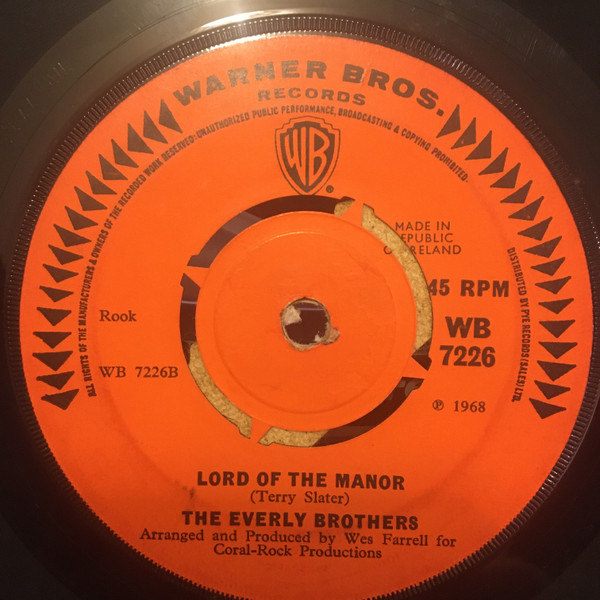 WARNER BROS.
RECORDS
ALL RIGHTS OF THE MANUFACTURERS & OWNERS OF THE RECORDED WORK RESERVED: UNAUTHORIZED PUBLIC PERFORMANCE, BROADCASTING & COPYING PROHIBITED.
WB
MADE IN
EPUBLIC
O RELAND
45 RPM
DISTRIBUTED BY PYE RECORDS (SALES) LTD.
Rook
WB
7226
WB 7226B
℗ 1968
LORD OF THE MANOR
(Terry Slater)
THE EVERLY BROTHERS
Arranged and Produced by Wes Farrell for
Coral-Rock Productions